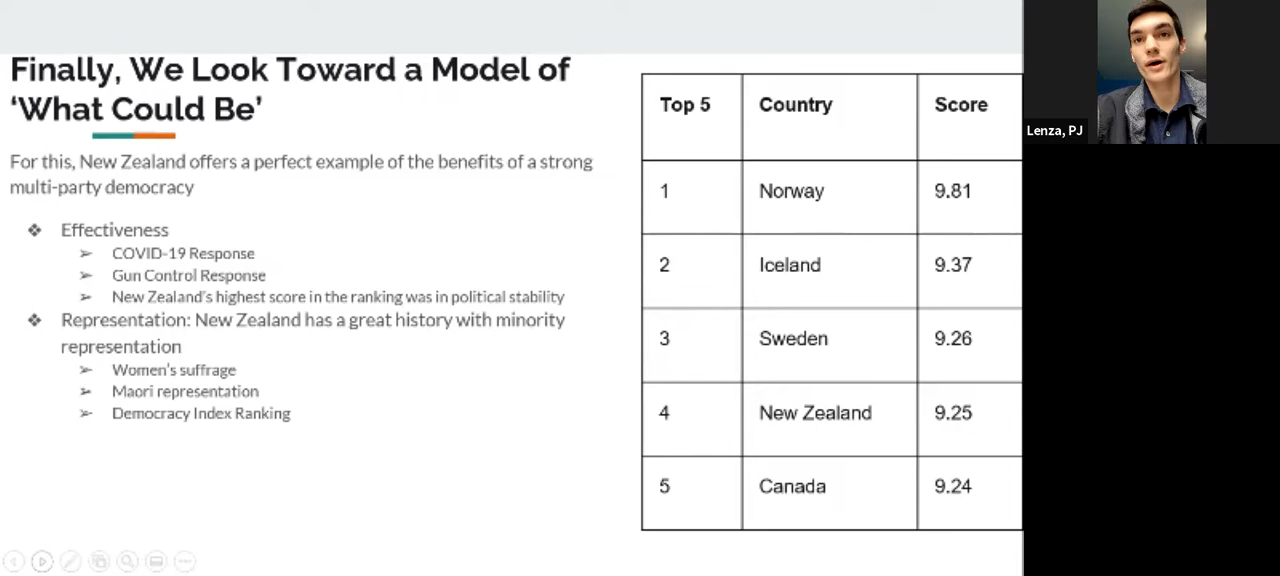 Finally, We Look Toward a Model of
‘What Could Be’
For this, New Zealand offers a perfect example of the benefits of a strong
multi-party democracy
❖ Effectiveness
➢ COVID-19 Response
➢ Gun Control Response
➢ New Zealand's highest score in the ranking was in political stability
❖ Representation: New Zealand has a great history with minority
representation
➢ Women's suffrage
➢ Maori representation
➢ Democracy Index Ranking
Top 5 Country Score
1 Norway 9.81
2 Iceland 9.37
3 Sweden 9.26
4 New Zealand 9.25
5 Canada 9.24
Lenza, PJ